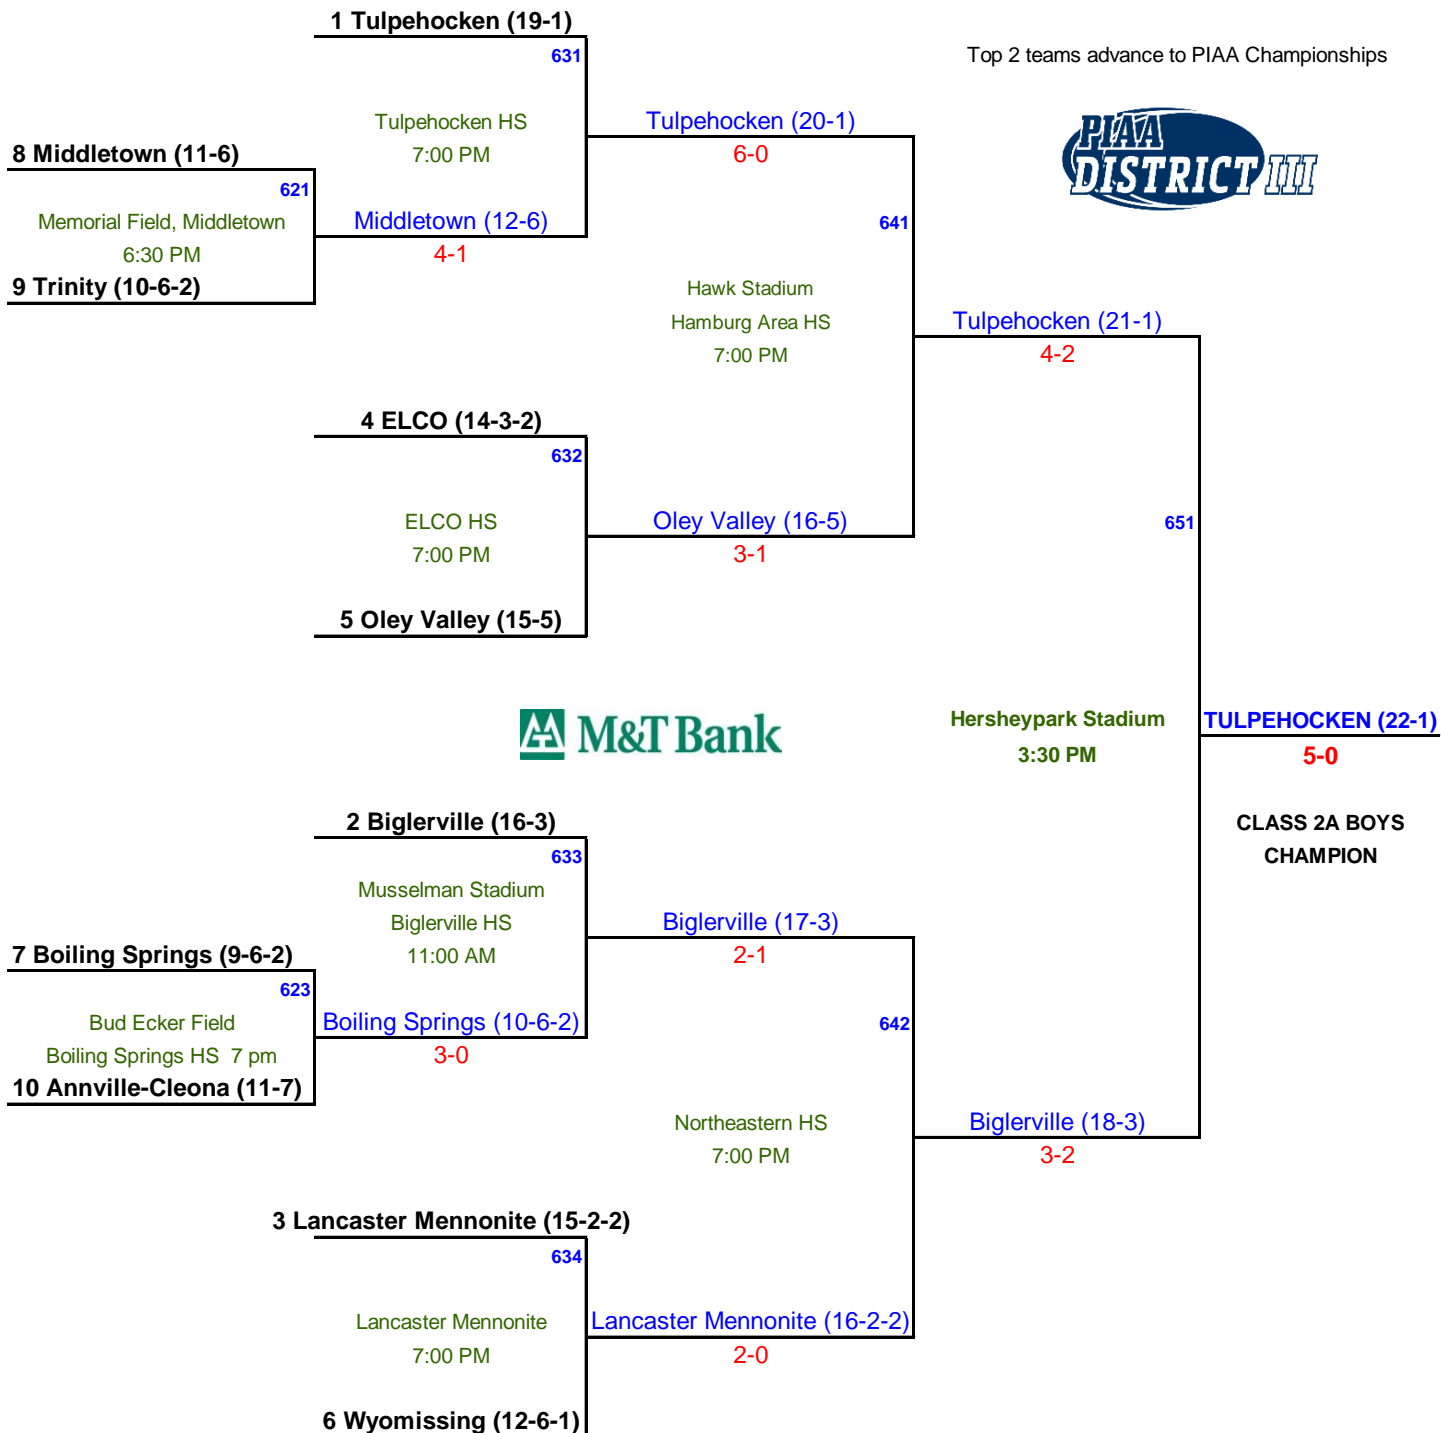 1 Tulpehocken (19-1)
631
Top 2 teams advance to PIAA Championships
Tulpehocken HS
7:00 PM
Tulpehocken (20-1)
6-0
PIAA
DISTRICT III
8 Middletown (11-6)
621
Memorial Field, Middletown
6:30 PM
Middletown (12-6)
4-1
9 Trinity (10-6-2)
641
Hawk Stadium
Hamburg Area HS
7:00 PM
Tulpehocken (21-1)
4-2
4 ELCO (14-3-2)
632
ELCO HS
7:00 PM
Oley Valley (16-5)
3-1
651
5 Oley Valley (15-5)
M&T Bank
Hersheypark Stadium
3:30 PM
TULPEHOCKEN (22-1)
5-0
CLASS 2A BOYS
CHAMPION
2 Biglerville (16-3)
633
Musselman Stadium
Biglerville HS
11:00 AM
Biglerville (17-3)
2-1
7 Boiling Springs (9-6-2)
623
Bud Ecker Field
Boiling Springs HS 7 pm
Boiling Springs (10-6-2)
3-0
10 Annville-Cleona (11-7)
642
Northeastern HS
7:00 PM
Biglerville (18-3)
3-2
3 Lancaster Mennonite (15-2-2)
634
Lancaster Mennonite
7:00 PM
Lancaster Mennonite (16-2-2)
2-0
6 Wyomissing (12-6-1)